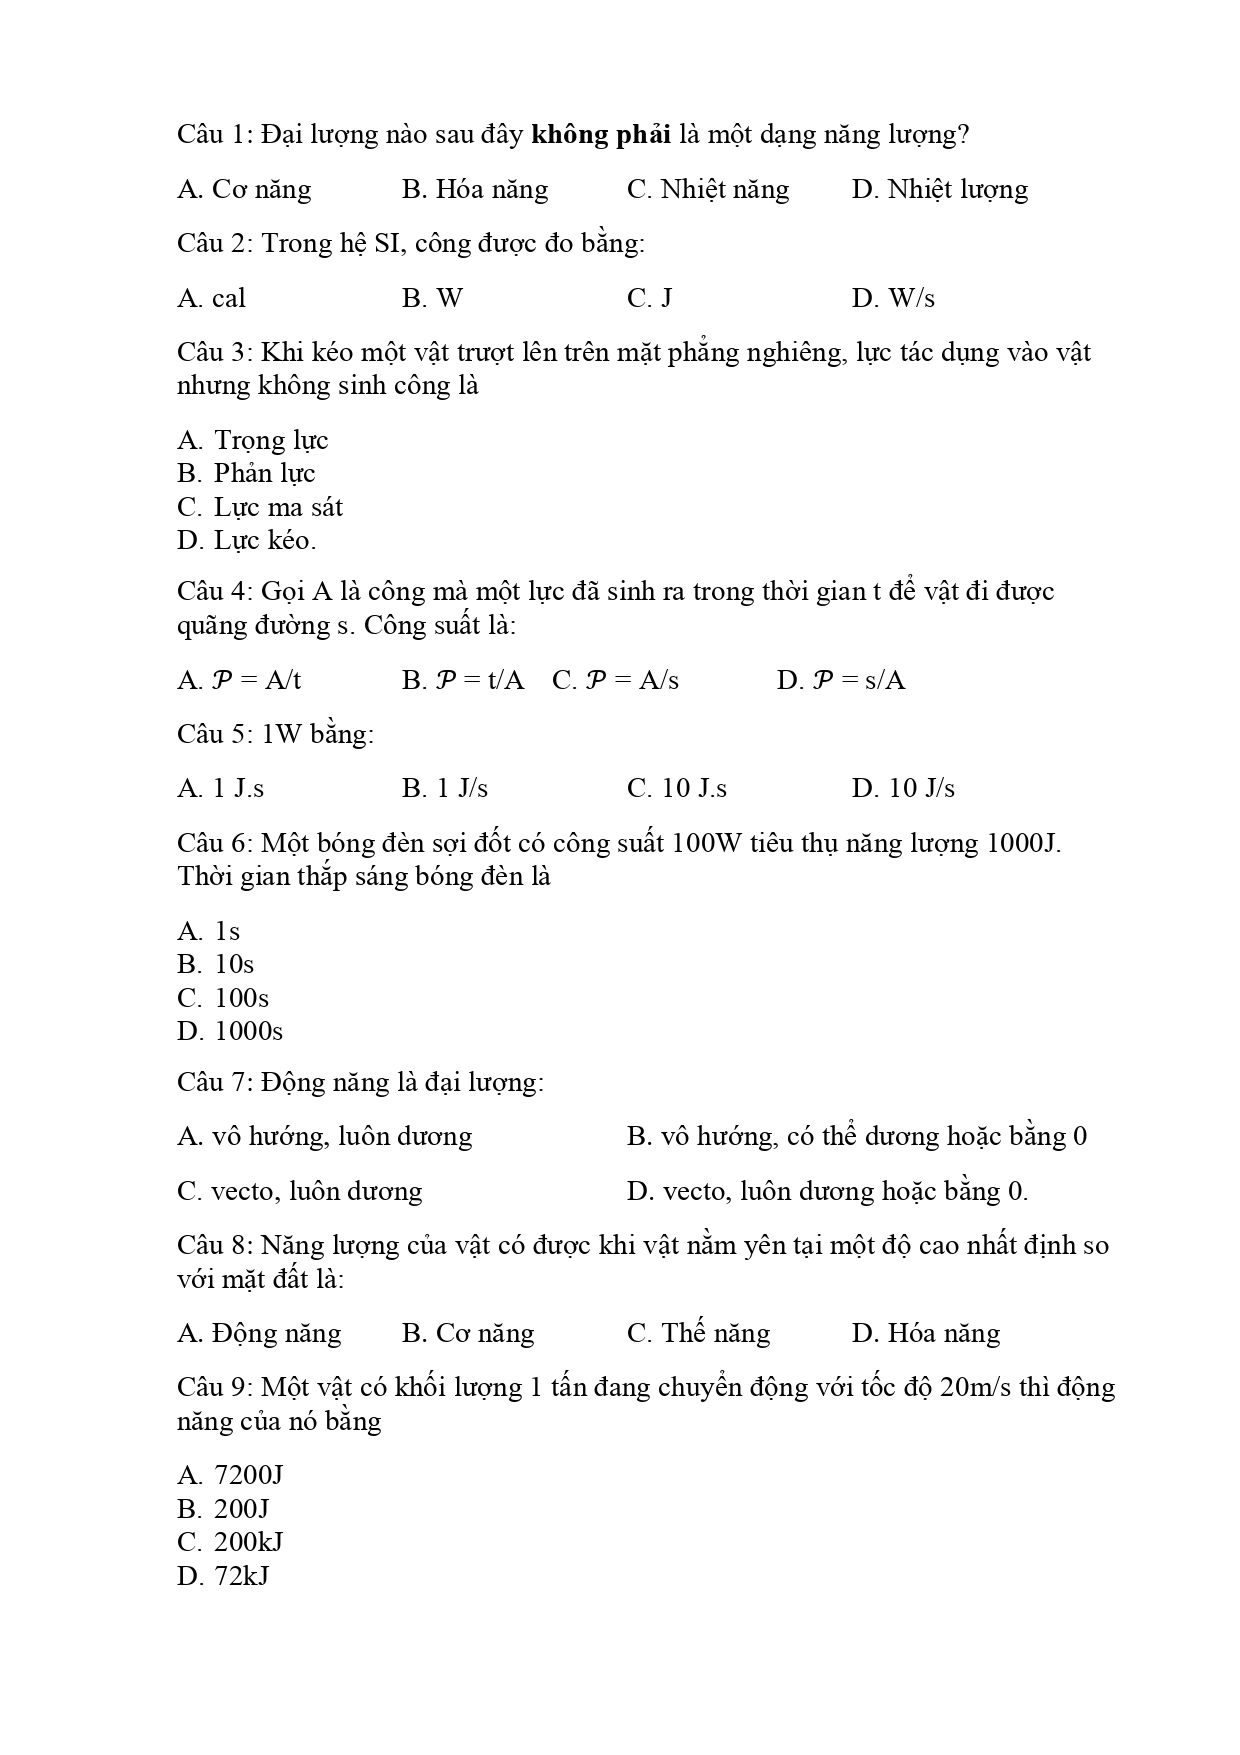 Câu 1: Đại lượng nào sau đây không phải là một dạng năng lượng?
A. Cơ năng B. Hóa năng C. Nhiệt năng D. Nhiệt lượng
Câu 2: Trong hệ SI, công được đo bằng:
A. cal B. W C. J D. W/s
Câu 3: Khi kéo một vật trượt lên trên mặt phẳng nghiêng, lực tác dụng vào vật
nhưng không sinh công là
A. Trọng lực
B. Phản lực
C. Lực ma sát
D. Lực kéo.
Câu 4: Gọi A là công mà một lực đã sinh ra trong thời gian t để vật đi được
quãng đường s. Công suất là:
A. 𝒫 = A/t B. 𝒫 = t/A C. 𝒫 = A/s D. 𝒫 = s/A
Câu 5: 1W bằng:
A. 1 J.s B. 1 J/s C. 10 J.s D. 10 J/s
Câu 6: Một bóng đèn sợi đốt có công suất 100W tiêu thụ năng lượng 1000J.
Thời gian thắp sáng bóng đèn là
A. 1s
B. 10s
C. 100s
D. 1000s
Câu 7: Động năng là đại lượng:
A. vô hướng, luôn dương B. vô hướng, có thể dương hoặc bằng 0
C. vecto, luôn dương D. vecto, luôn dương hoặc bằng 0.
Câu 8: Năng lượng của vật có được khi vật nằm yên tại một độ cao nhất định so
với mặt đất là:
A. Động năng B. Cơ năng C. Thế năng D. Hóa năng
Câu 9: Một vật có khối lượng 1 tấn đang chuyển động với tốc độ 20m/s thì động
năng của nó bằng
A. 7200J
B. 200J
C. 200kJ
D. 72kJ